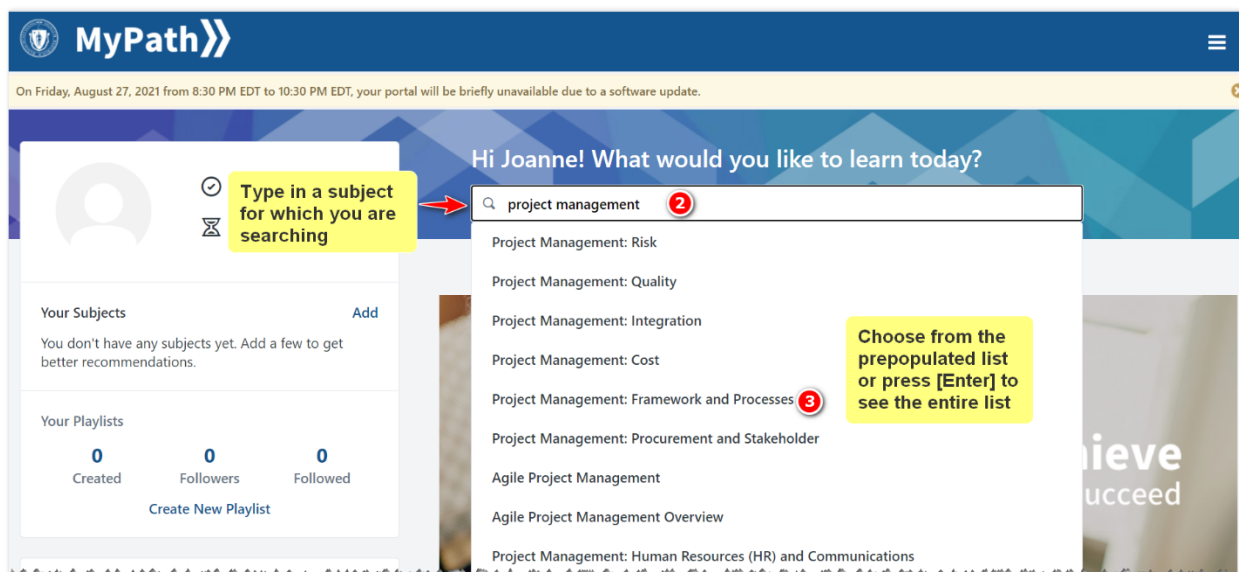 MyPath
On Friday, August 27, 2021 from 8:30 PM EDT to 10:30 PM EDT, your portal will be briefly unavailable due to a software update.
Hi Joanne! What would you like to learn today?
Type in a subject
for which you are
searching
project management
2
Project Management: Risk
Project Management: Quality
Project Management: Integration
Project Management: Cost
Project Management: Framework and Processes
3
Project Management: Procurement and Stakeholder
Agile Project Management
Agile Project Management Overview
Project Management: Human Resources (HR) and Communications
Choose from the
prepopulated list
or press [Enter] to
see the entire list
Your Subjects
Add
You don't have any subjects yet. Add a few to get
better recommendations.
Your Playlists
0 0 0
Created Followers Followed
Create New Playlist
ieve
ucceed